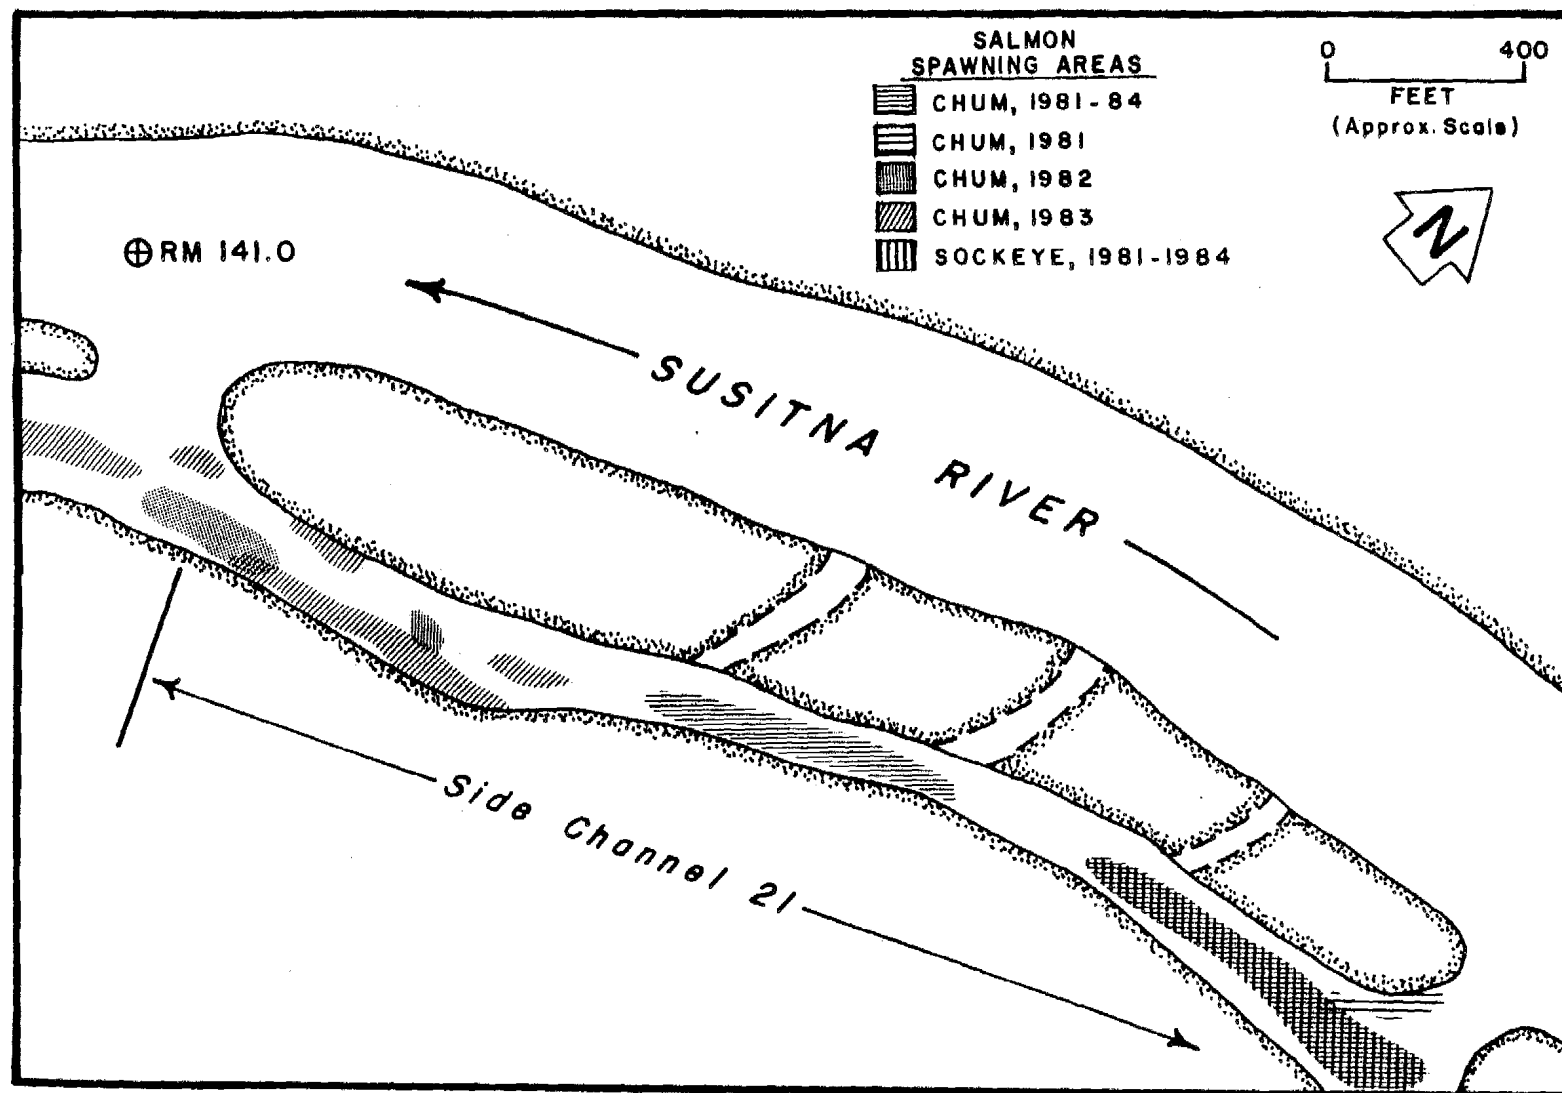 SALMON
SPAWNING AREAS
CHUM, 1981-84
CHUM, 1981
CHUM, 1982
CHUM, 1983
SOCKEYE, 1981-1984
0 400
FEET
(Approx. Scale)
N
RM 141.0
SUSITNA RIVER
Side Channel 21